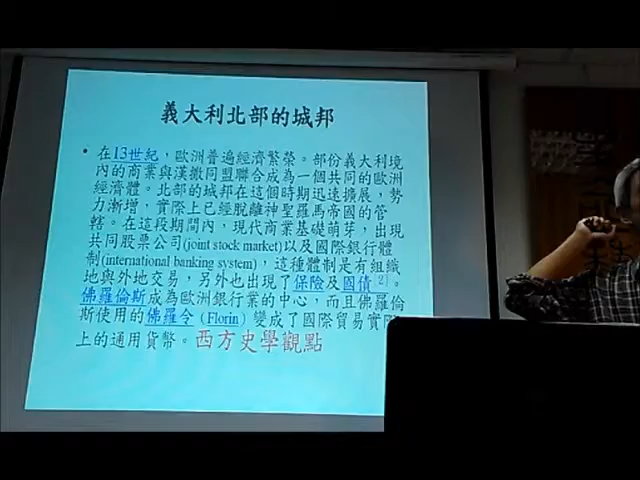 義大利北部的城邦
• 在13世紀，歐洲普遍經濟繁榮。部份義大利境
內的商業與漢撒同盟聯合成為一個共同的歐洲
經濟體。北部的城邦在這個時期迅速擴展，勢
力漸增，實際上已經脫離神聖羅馬帝國的管
轄。在這段期間內，現代商業基礎萌芽，出現
共同股票公司(joint stock market)以及國際銀行體
制(international banking system)，這種體制是有組織
地與外地交易，另外也出現了保險及國債[2]。
佛羅倫斯成為歐洲銀行業的中心，而且佛羅倫
斯使用的佛羅令（Florin）變成了國際貿易實際
上的通用貨幣。西方史學觀點